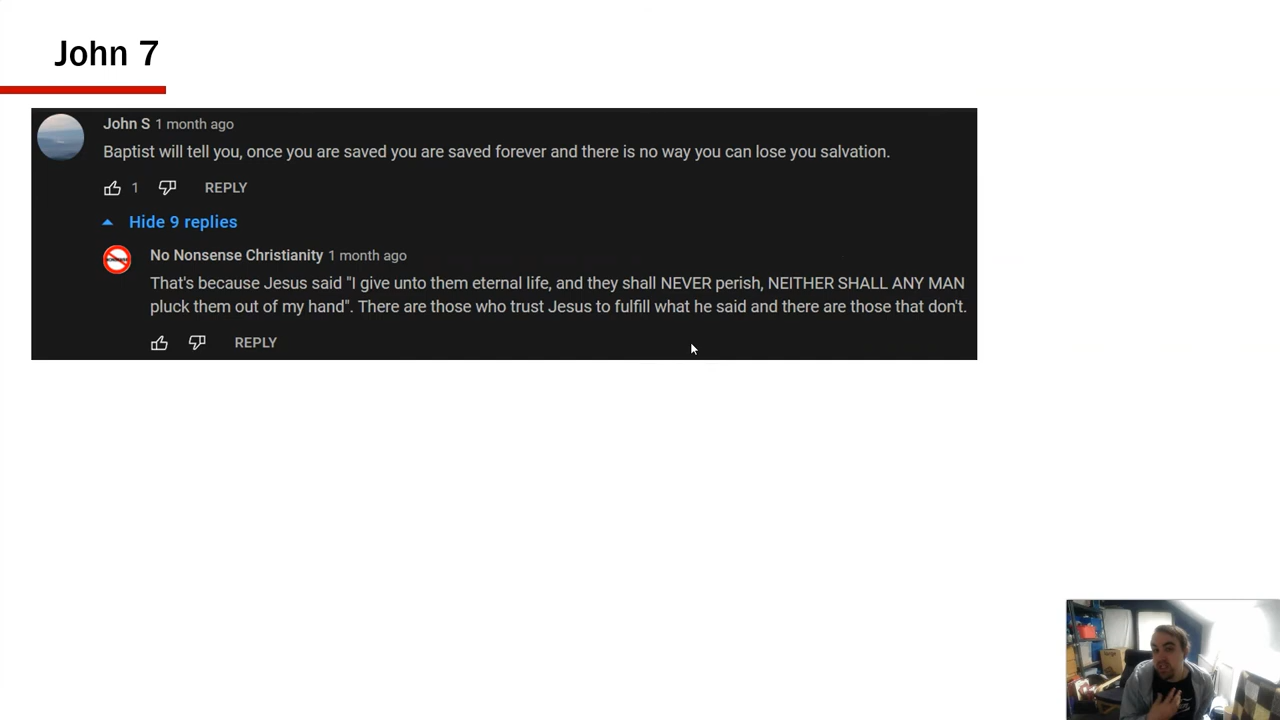 John 7
John S 1 month ago
Baptist will tell you, once you are saved you are saved forever and there is no way you can lose you salvation.
1 REPLY
Hide 9 replies
No Nonsense Christianity 1 month ago
That's because Jesus said "I give unto them eternal life, and they shall NEVER perish, NEITHER SHALL ANY MAN
pluck them out of my hand". There are those who trust Jesus to fulfill what he said and there are those that don't.
REPLY